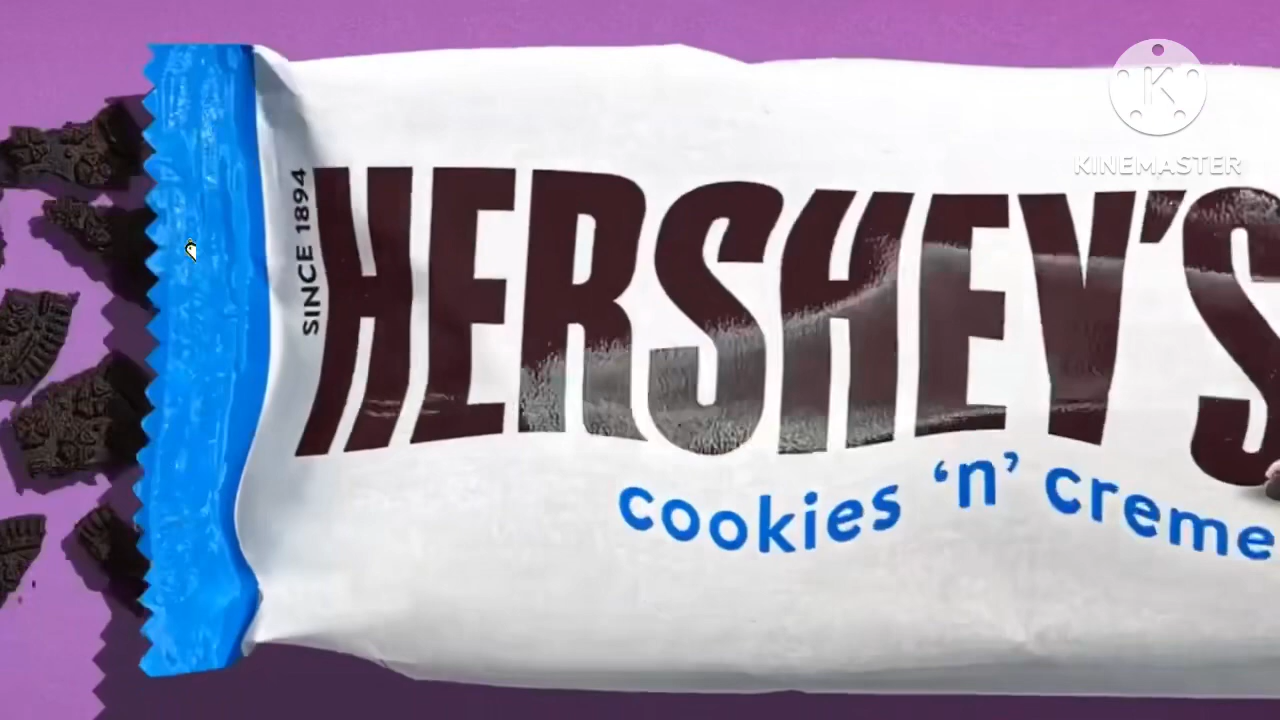 K
KINEMASTER
SINCE 1894
HERSHEY'S
cookies 'n' creme